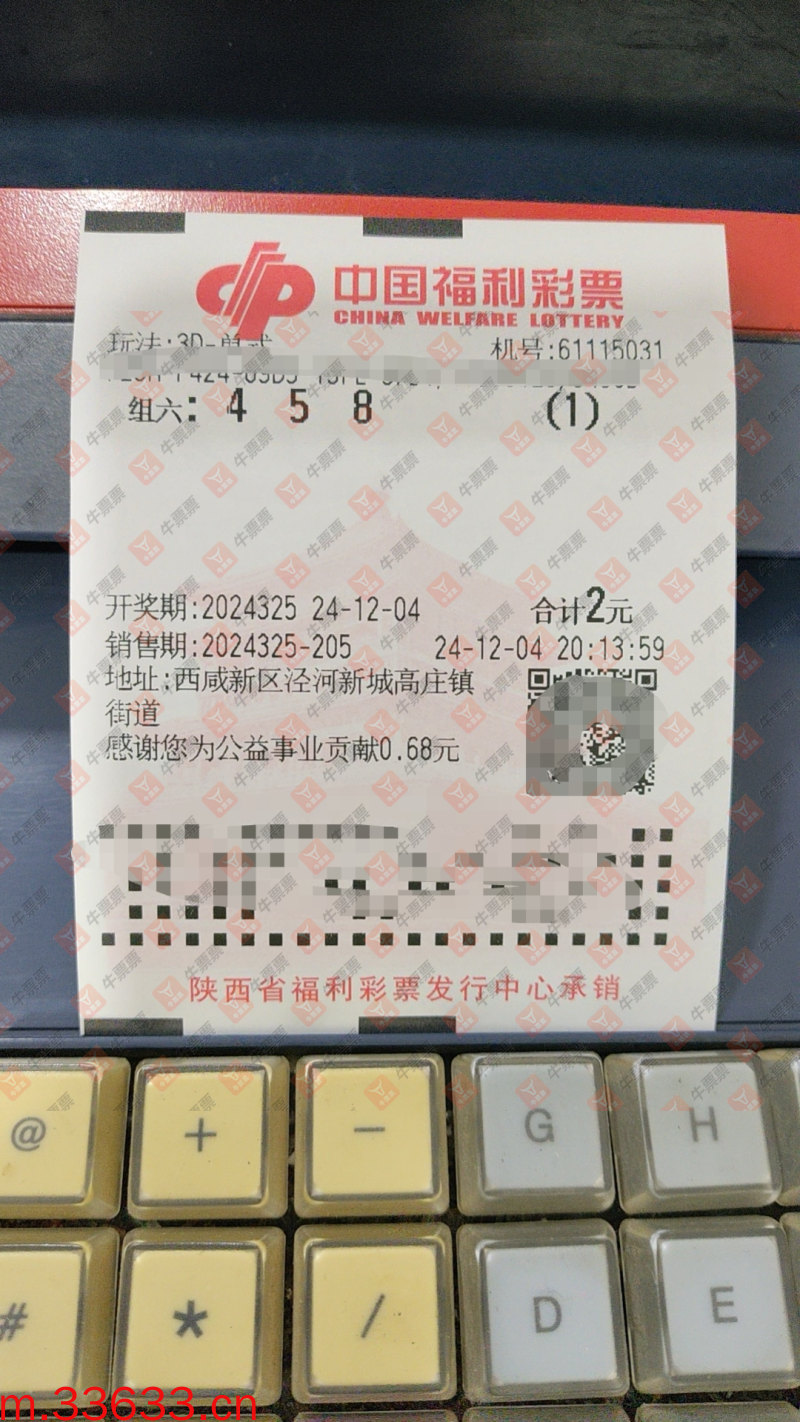 中国福利彩票
CHINA WELFARE LOTTERY
玩法:3D-单式 机号:61115031
组六: 4 5 8 (1)
开奖期:2024325 24-12-04 合计2元
销售期:2024325-205 24-12-04 20:13:59
地址:西咸新区泾河新城高庄镇
街道
感谢您为公益事业贡献0.68元
陕西省福利彩票发行中心承销
牛票票
@ + - G H
# * / D E
m.33633.cn